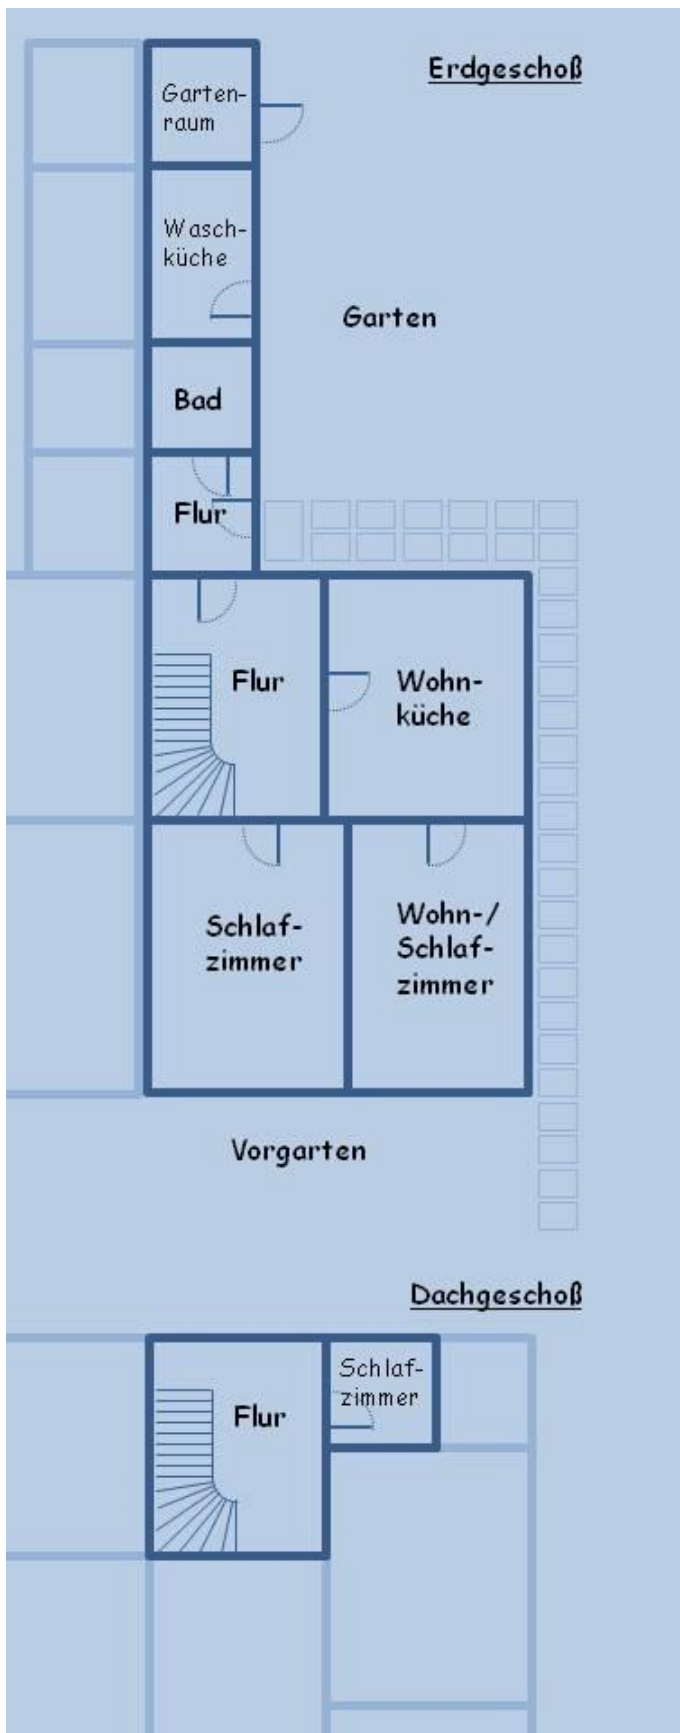 Erdgeschoß
Garten-
raum
Wasch-
küche
Garten
Bad
Flur
Flur
Wohn-
küche
Schlaf-
zimmer
Wohn-/
Schlaf-
zimmer
Vorgarten
Dachgeschoß
Schlaf-
zimmer
Flur